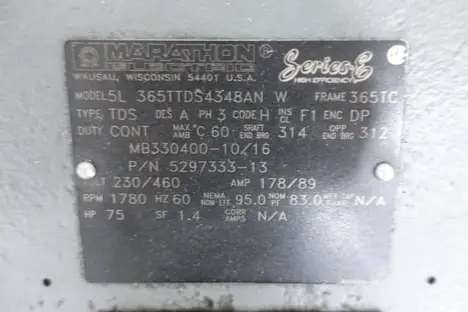 MARATHON
ELECTRIC
WAUSAU, WISCONSIN 54401 U.S.A.
Series-E
HIGH EFFICIENCY
MODEL 5L 365TTDS4348AN W FRAME 365TC
TYPE TDS DES A PH 3 CODE H INS CL F1 ENC DP
DUTY CONT MAX AMB °C 60 SHAFT END BRG 314 OPP END BRG 312
MB330400-10/16
P/N 5297333-13
230/460 AMP 178/89
RPM 1780 HZ 60 NEMA NOM EFF 95.0 NOM PF 83.0 N/A
HP 75 SF 1.4 CORR AMPS N/A